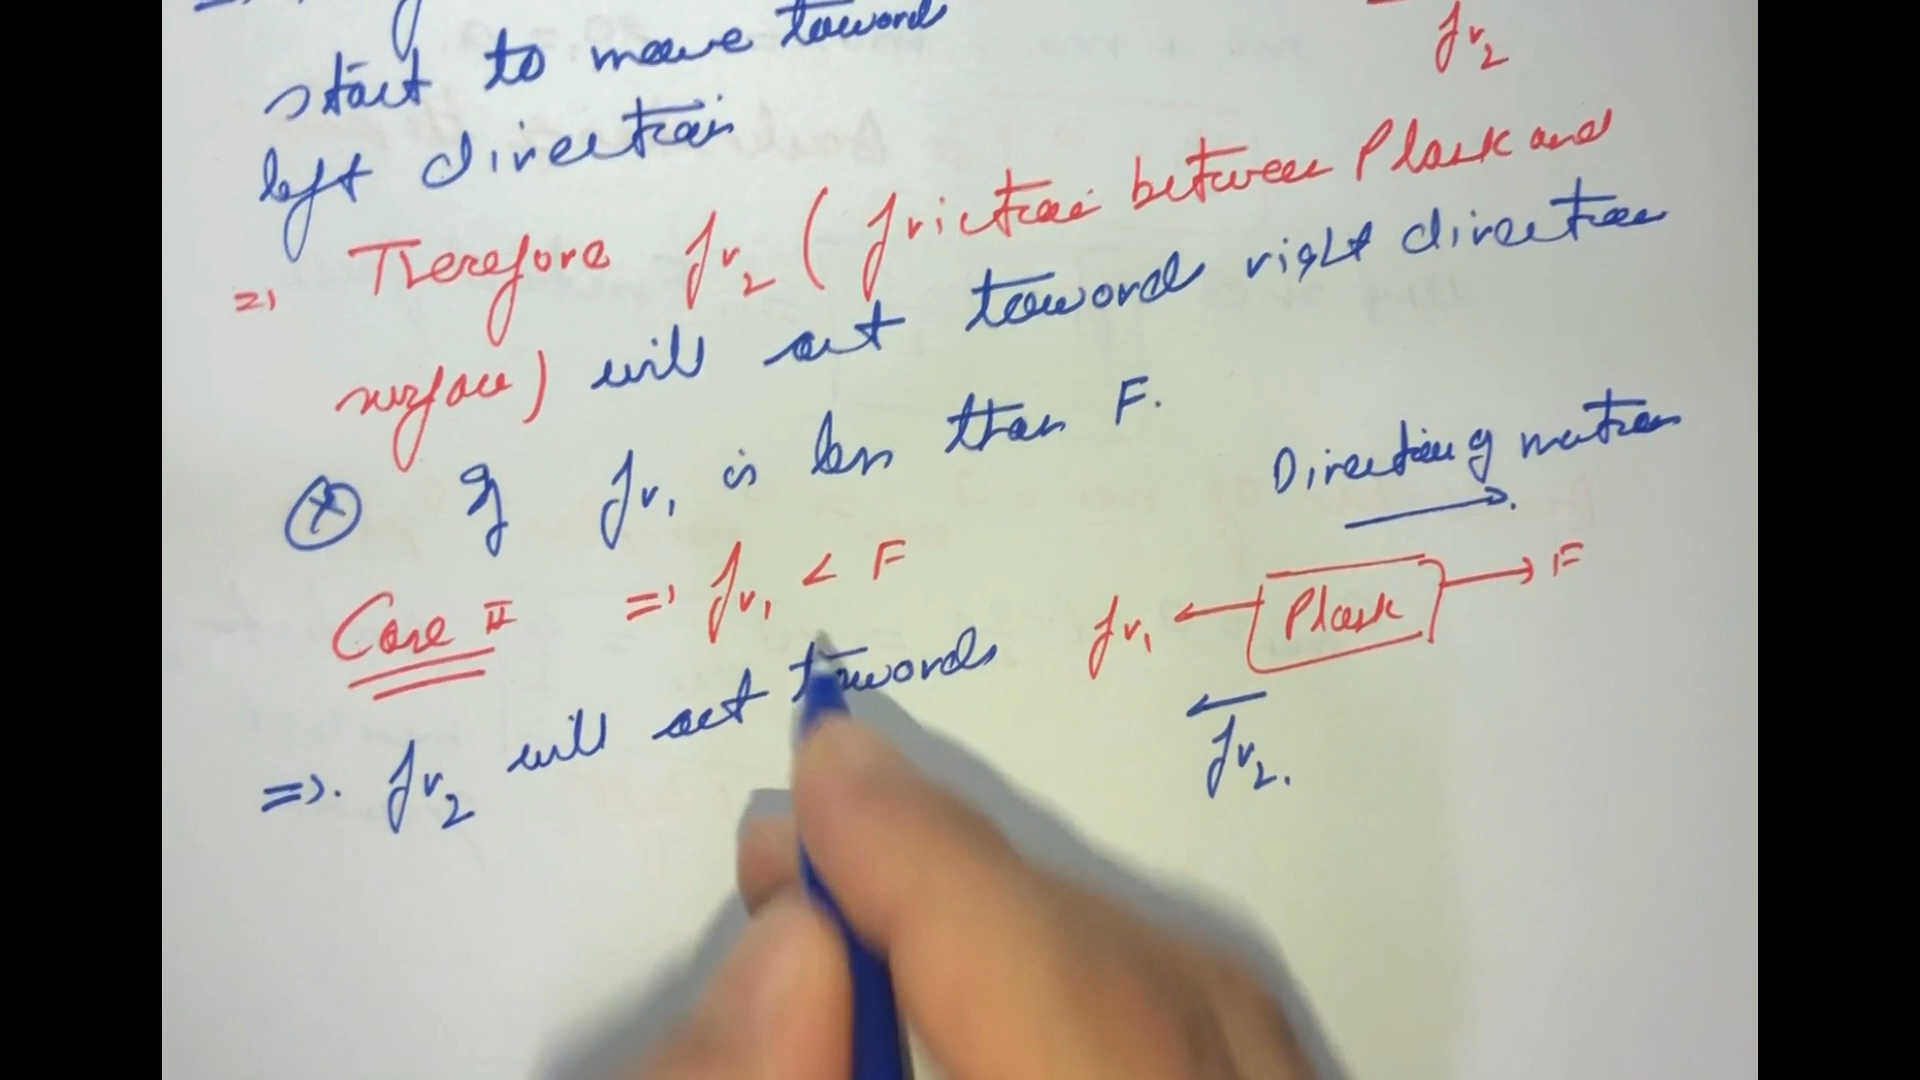 start to move toward
left direction
fr2
=> Therefore fr2 (friction between Plank and
surface) will act toward right direction
If fr1 is less than F.
Direction of motion
Case II => fr1 < F
fr1 Plank F
=>. fr2 will act towards
fr2.